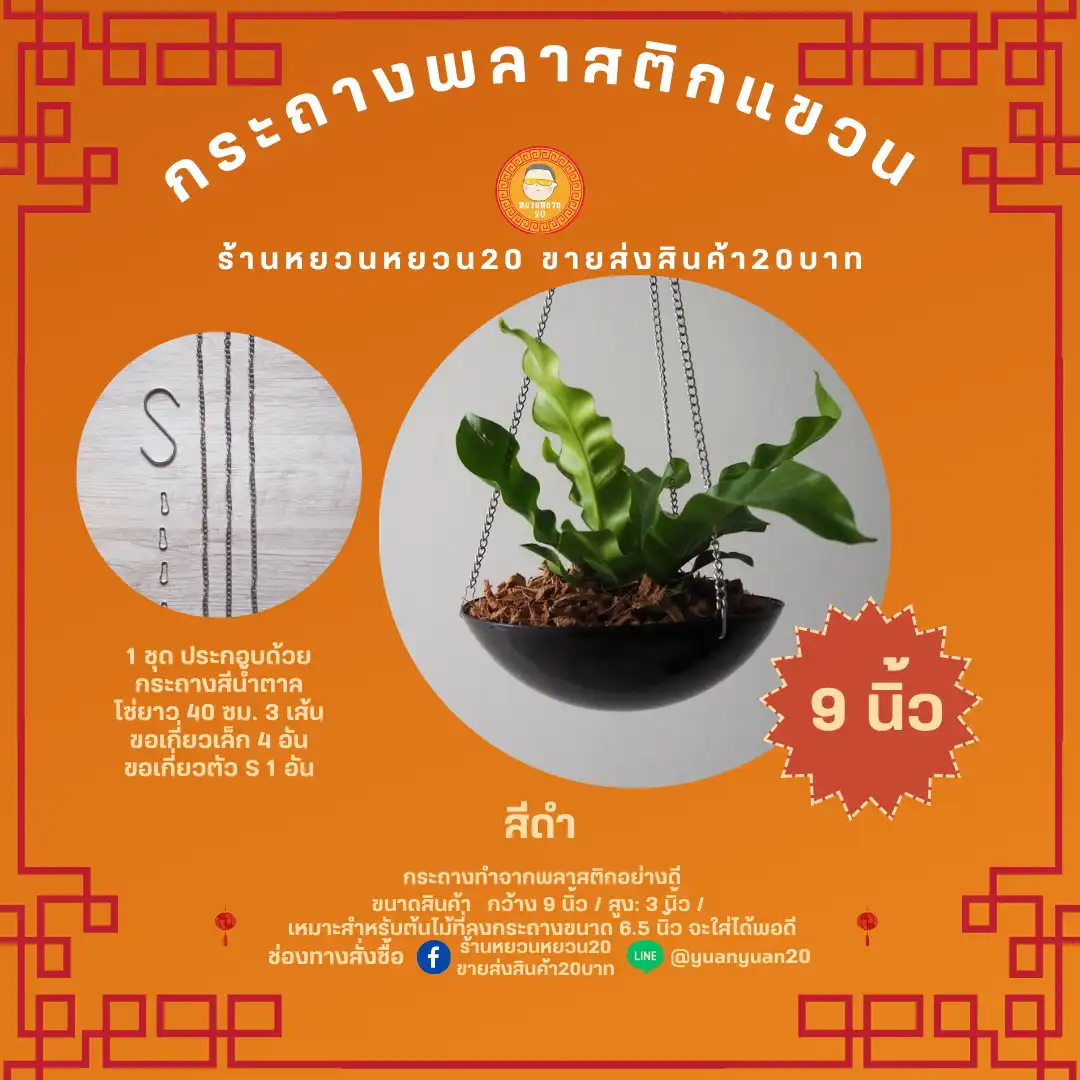 กระถางพลาสติกแขวน
หยวนหยวน
20
ร้านหยวนหยวน20 ขายส่งสินค้า20บาท
1 ชุด ประกอบด้วย
กระถางสีน้ำตาล
โซ่ยาว 40 ซม. 3 เส้น
ขอเกี่ยวเล็ก 4 อัน
ขอเกี่ยวตัว S 1 อัน
9 นิ้ว
สีดำ
กระถางทำจากพลาสติกอย่างดี
ขนาดสินค้า กว้าง 9 นิ้ว / สูง: 3 นิ้ว /
เหมาะสำหรับต้นไม้ที่ลงกระถางขนาด 6.5 นิ้ว จะใส่ได้พอดี
ช่องทางสั่งซื้อ
ร้านหยวนหยวน20
ขายส่งสินค้า20บาท
LINE @yuanyuan20